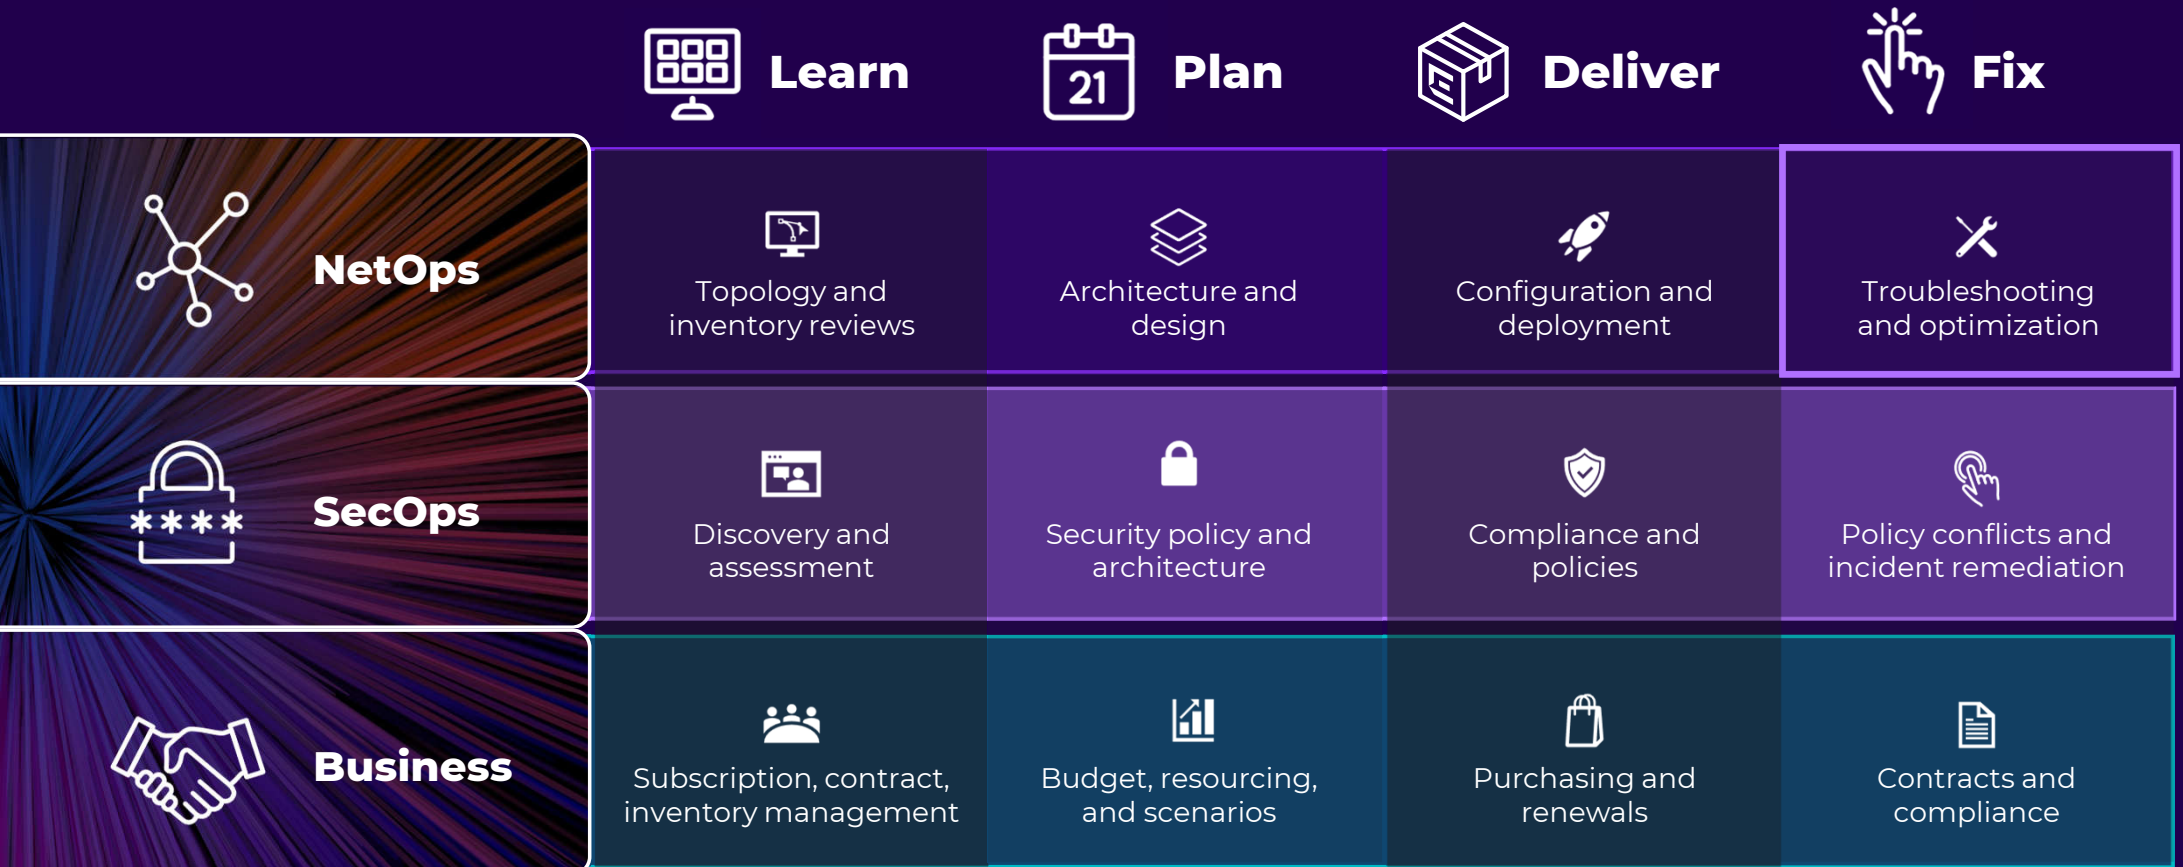 Learn
Plan
21
Deliver
Fix
NetOps
Topology and
inventory reviews
Architecture and
design
Configuration and
deployment
Troubleshooting
and optimization
SecOps
****
Discovery and
assessment
Security policy and
architecture
Compliance and
policies
Policy conflicts and
incident remediation
Business
Subscription, contract,
inventory management
Budget, resourcing,
and scenarios
Purchasing and
renewals
Contracts and
compliance